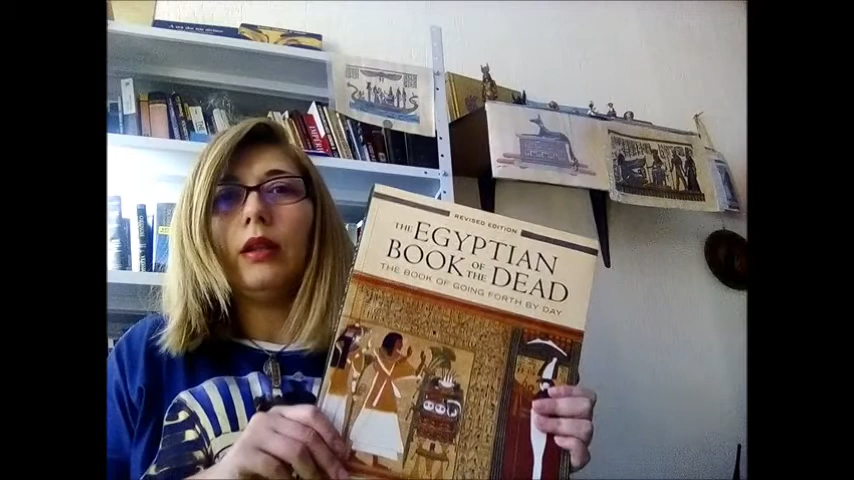 REVISED EDITION
THE EGYPTIAN
BOOK OF THE DEAD
THE BOOK OF GOING FORTH BY DAY